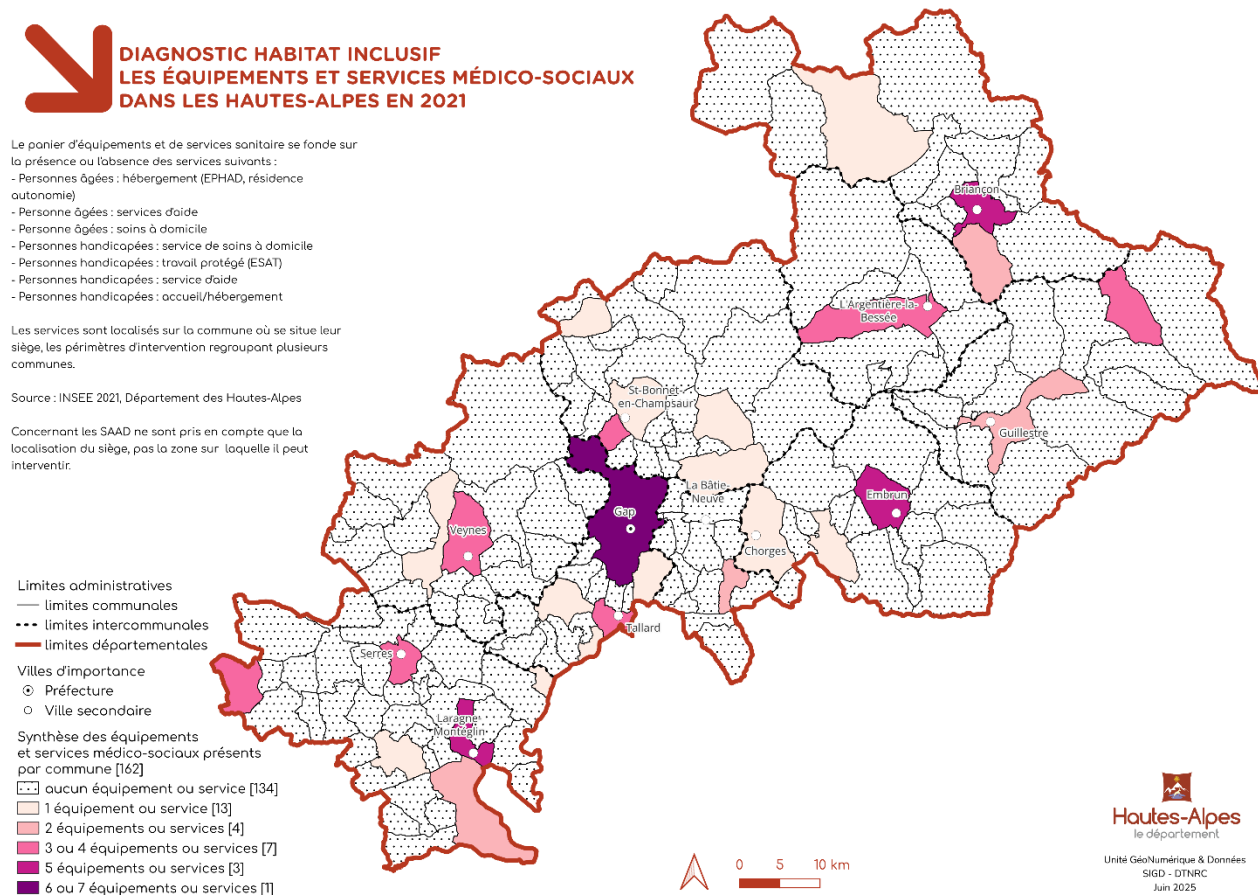 DIAGNOSTIC HABITAT INCLUSIF
LES ÉQUIPEMENTS ET SERVICES MÉDICO-SOCIAUX
DANS LES HAUTES-ALPES EN 2021
Le panier d'équipements et de services sanitaire se fonde sur
la présence ou l'absence des services suivants :
- Personnes âgées : hébergement (EPHAD, résidence
autonomie)
- Personne âgées : services d'aide
- Personne âgées : soins à domicile
- Personnes handicapées : service de soins à domicile
- Personnes handicapées : travail protégé (ESAT)
- Personnes handicapées : service d'aide
- Personnes handicapées : accueil/hébergement
Les services sont localisés sur la commune où se situe leur
siège, les périmètres d'intervention regroupant plusieurs
communes.
Source : INSEE 2021, Département des Hautes-Alpes
Concernant les SAAD ne sont pris en compte que la
localisation du siège, pas la zone sur laquelle il peut
intervenir.
Briançon
L'Argentière-la-
Bessée
St-Bonnet-
en-Champsaur
Guillestre
La Bâtie-
Neuve
Embrun
Gap
Veynes
Chorges
Tallard
Serres
Laragne-
Montéglin
Limites administratives
limites communales
limites intercommunales
limites départementales
Villes d'importance
Préfecture
Ville secondaire
Synthèse des équipements
et services médico-sociaux présents
par commune [162]
aucun équipement ou service [134]
1 équipement ou service [13]
2 équipements ou services [4]
3 ou 4 équipements ou services [7]
5 équipements ou services [3]
6 ou 7 équipements ou services [1]
0 5 10 km
Hautes-Alpes
le département
Unité GéoNumérique & Données
SIGD - DTNRC
Juin 2025